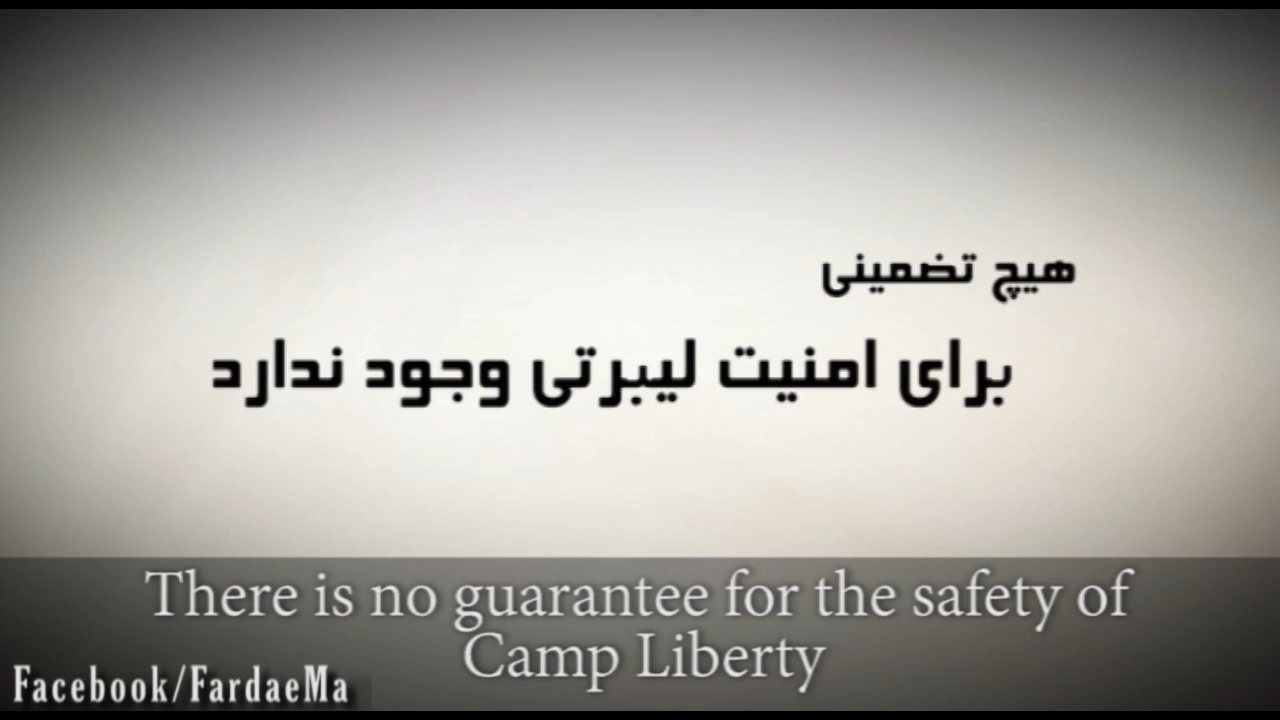 هیچ تضمینی
برای امنیت لیبرتی وجود ندارد
There is no guarantee for the safety of
Camp Liberty
Facebook/FardaeMa